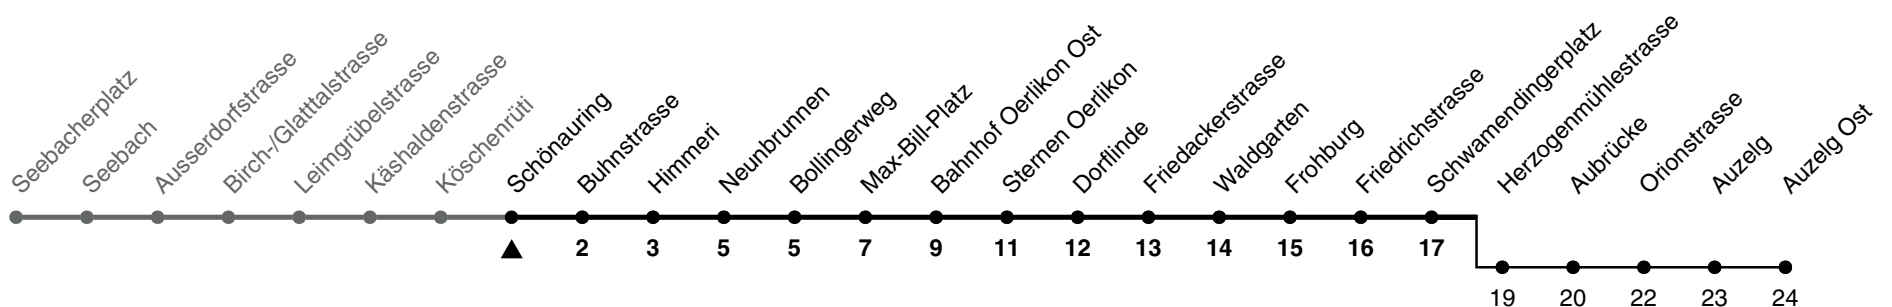 Seebacherplatz
Seebach
Ausserdorfstrasse
Birch-/Glatttalstrasse
Leimgrübelstrasse
Käshaldenstrasse
Köschenrüti
Schönauring
Buhnstrasse
Himmeri
Neunbrunnen
Bollingerweg
Max-Bill-Platz
Bahnhof Oerlikon Ost
Sternen Oerlikon
Dorflinde
Friedackerstrasse
Waldgarten
Frohburg
Friedrichstrasse
Schwamendingerplatz
Herzogenmühlestrasse
Aubrücke
Orionstrasse
Auzelg
Auzelg Ost
2 3 5 5 7 9 11 12 13 14 15 16 17
19 20 22 23 24